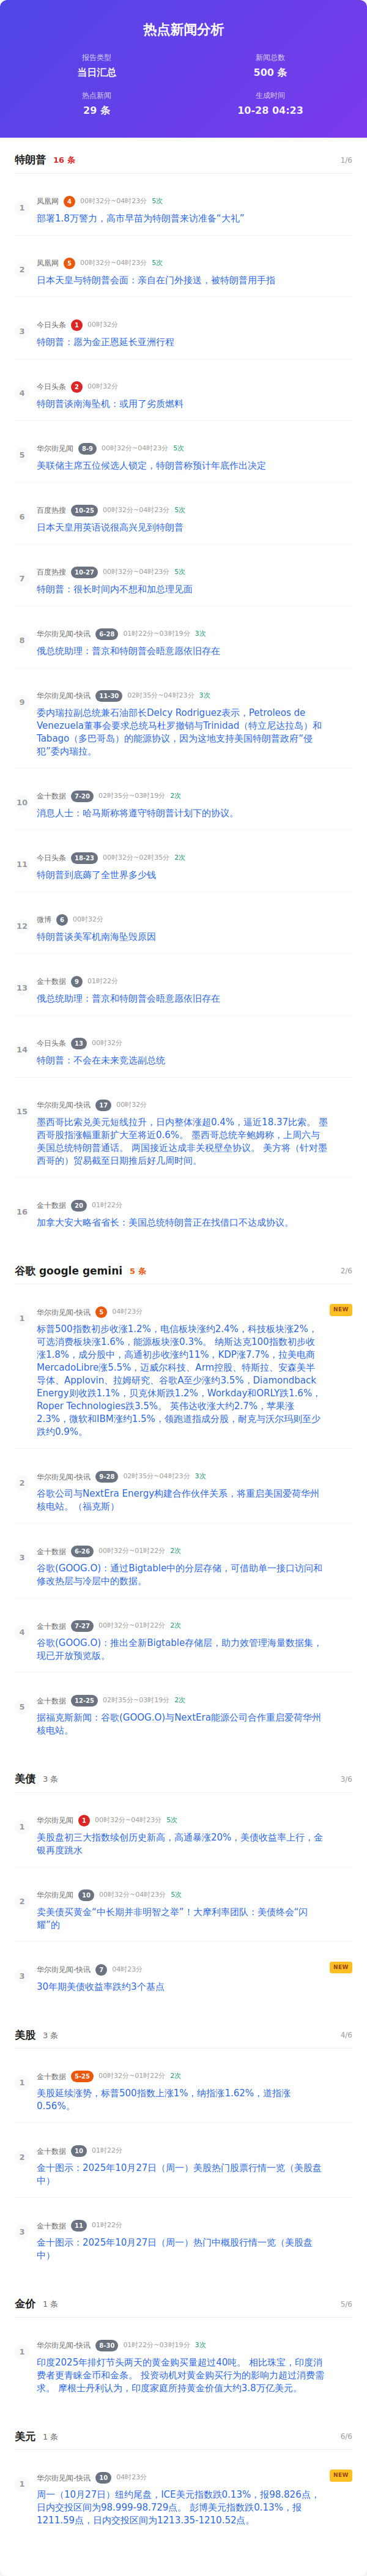 热点新闻分析
报告类型
新闻总数
当日汇总
500 条
热点新闻
生成时间
29 条
10-28 04:23
特朗普 16 条 1/6
1 凤凰网 4 00时32分~04时23分 5次
部署1.8万警力，高市早苗为特朗普来访准备“大礼”
2 凤凰网 5 00时32分~04时23分 5次
日本天皇与特朗普会面：亲自在门外接送，被特朗普用手指
3 今日头条 1 00时32分
特朗普：愿为金正恩延长亚洲行程
4 今日头条 2 00时32分
特朗普谈南海坠机：或用了劣质燃料
5 华尔街见闻 8-9 00时32分~04时23分 5次
美联储主席五位候选人锁定，特朗普称预计年底作出决定
6 百度热搜 10-25 00时32分~04时23分 5次
日本天皇用英语说很高兴见到特朗普
7 百度热搜 10-27 00时32分~04时23分 5次
特朗普：很长时间内不想和加总理见面
8 华尔街见闻-快讯 6-28 01时22分~03时19分 3次
俄总统助理：普京和特朗普会晤意愿依旧存在
9 华尔街见闻-快讯 11-30 02时35分~04时23分 3次
委内瑞拉副总统兼石油部长Delcy Rodriguez表示，Petroleos de
Venezuela董事会要求总统马杜罗撤销与Trinidad（特立尼达拉岛）和
Tabago（多巴哥岛）的能源协议，因为这地支持美国特朗普政府“侵
犯”委内瑞拉。
10 金十数据 7-20 02时35分~03时19分 2次
消息人士：哈马斯称将遵守特朗普计划下的协议。
11 今日头条 18-23 00时32分~02时35分 2次
特朗普到底薅了全世界多少钱
12 微博 6 00时32分
特朗普谈美军机南海坠毁原因
13 金十数据 9 01时22分
俄总统助理：普京和特朗普会晤意愿依旧存在
14 今日头条 13 00时32分
特朗普：不会在未来竞选副总统
15 华尔街见闻-快讯 17 00时32分
墨西哥比索兑美元短线拉升，日内整体涨超0.4%，逼近18.37比索。 墨
西哥股指涨幅重新扩大至将近0.6%。 墨西哥总统辛鲍姆称，上周六与
美国总统特朗普通话。 两国接近达成非关税壁垒协议。 美方将（针对墨
西哥的）贸易截至日期推后好几周时间。
16 金十数据 20 01时22分
加拿大安大略省省长：美国总统特朗普正在找借口不达成协议。
谷歌 google gemini 5 条 2/6
1 华尔街见闻-快讯 5 04时23分 NEW
标普500指数初步收涨1.2%，电信板块涨约2.4%，科技板块涨2%，
可选消费板块涨1.6%，能源板块涨0.3%。 纳斯达克100指数初步收
涨1.8%，成分股中，高通初步收涨约11%，KDP涨7.7%，拉美电商
MercadoLibre涨5.5%，迈威尔科技、Arm控股、特斯拉、安森美半
导体、Applovin、拉姆研究、谷歌A至少涨约3.5%，Diamondback
Energy则收跌1.1%，贝克休斯跌1.2%，Workday和ORLY跌1.6%，
Roper Technologies跌3.5%。 英伟达收涨大约2.7%，苹果涨
2.3%，微软和IBM涨约1.5%，领跑道指成分股，耐克与沃尔玛则至少
跌约0.9%。
2 华尔街见闻-快讯 9-28 02时35分~04时23分 3次
谷歌公司与NextEra Energy构建合作伙伴关系，将重启美国爱荷华州
核电站。（福克斯）
3 金十数据 6-26 00时32分~01时22分 2次
谷歌(GOOG.O)：通过Bigtable中的分层存储，可借助单一接口访问和
修改热层与冷层中的数据。
4 金十数据 7-27 00时32分~01时22分 2次
谷歌(GOOG.O)：推出全新Bigtable存储层，助力效管理海量数据集，
现已开放预览版。
5 金十数据 12-25 02时35分~03时19分 2次
据福克斯新闻：谷歌(GOOG.O)与NextEra能源公司合作重启爱荷华州
核电站。
美债 3 条 3/6
1 华尔街见闻 1 00时32分~04时23分 5次
美股盘初三大指数续创历史新高，高通暴涨20%，美债收益率上行，金
银再度跳水
2 华尔街见闻 10 00时32分~04时23分 5次
卖美债买黄金“中长期并非明智之举”！大摩利率团队：美债终会“闪
耀”的
3 华尔街见闻-快讯 7 04时23分 NEW
30年期美债收益率跌约3个基点
美股 3 条 4/6
1 金十数据 5-25 00时32分~01时22分 2次
美股延续涨势，标普500指数上涨1%，纳指涨1.62%，道指涨
0.56%。
2 金十数据 10 01时22分
金十图示：2025年10月27日（周一）美股热门股票行情一览（美股盘
中）
3 金十数据 11 01时22分
金十图示：2025年10月27日（周一）热门中概股行情一览（美股盘
中）
金价 1 条 5/6
1 华尔街见闻-快讯 8-30 01时22分~03时19分 3次
印度2025年排灯节头两天的黄金购买量超过40吨。 相比珠宝，印度消
费者更青睐金币和金条。 投资动机对黄金购买行为的影响力超过消费需
求。 摩根士丹利认为，印度家庭所持黄金价值大约3.8万亿美元。
美元 1 条 6/6
1 华尔街见闻-快讯 10 04时23分 NEW
周一（10月27日）纽约尾盘，ICE美元指数跌0.13%，报98.826点，
日内交投区间为98.999-98.729点。 彭博美元指数跌0.13%，报
1211.59点，日内交投区间为1213.35-1210.52点。